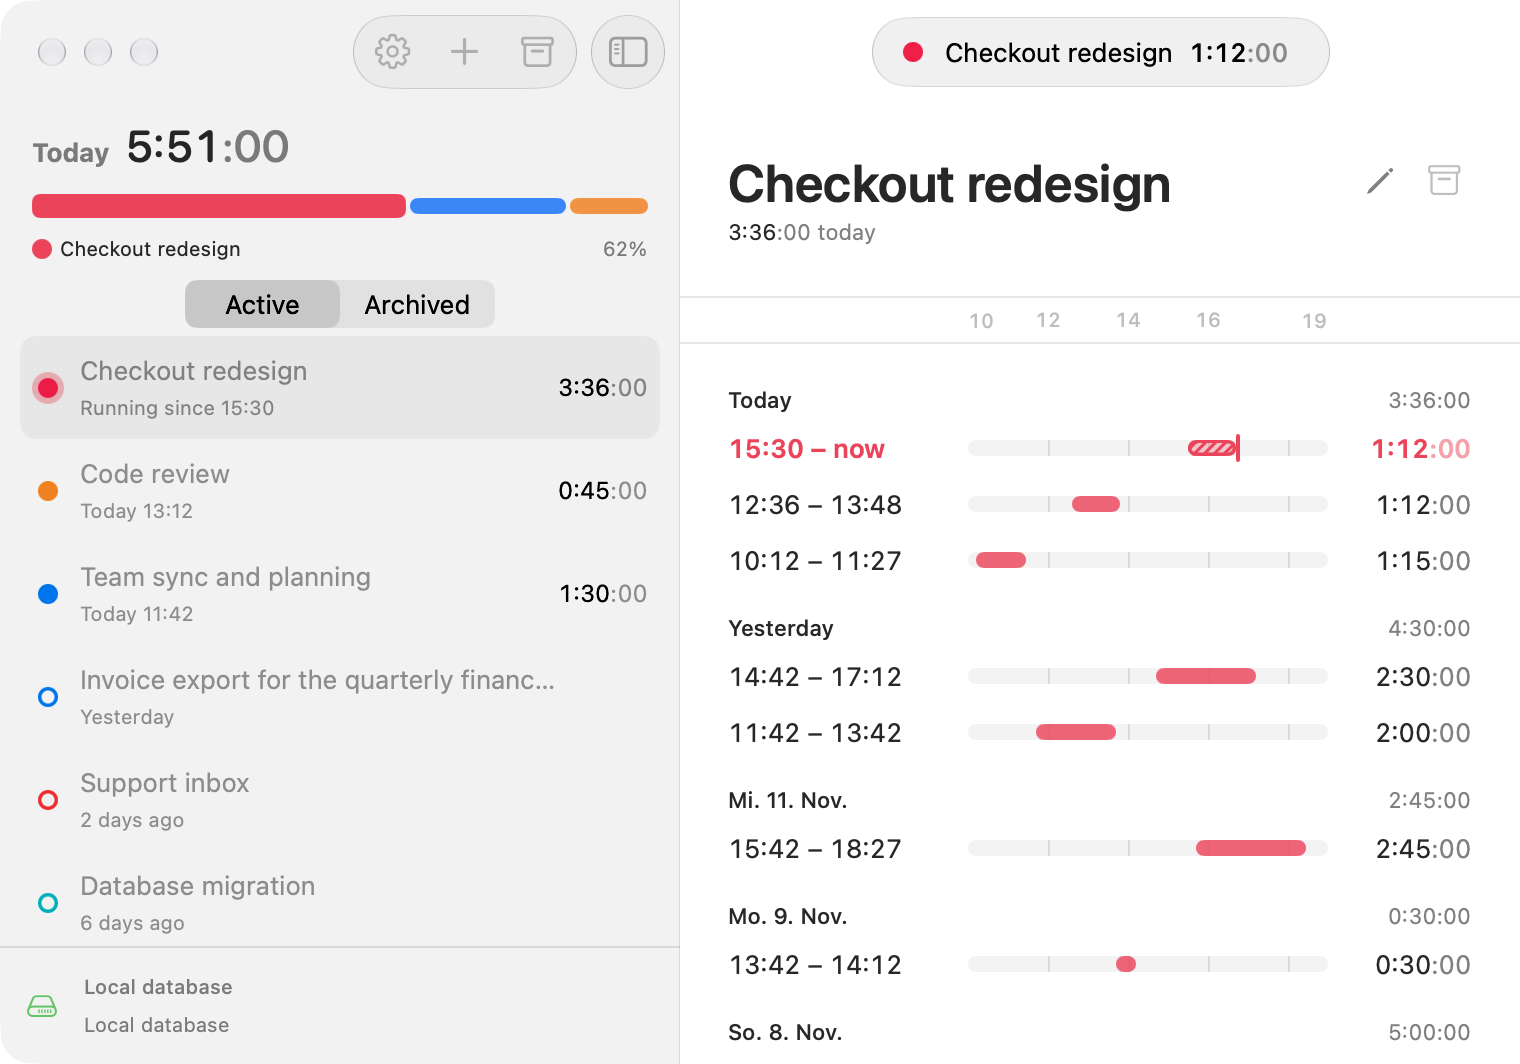 Today 5:51:00
Checkout redesign 62%
Active Archived
Checkout redesign 3:36:00
Running since 15:30
Code review 0:45:00
Today 13:12
Team sync and planning 1:30:00
Today 11:42
Invoice export for the quarterly financ...
Yesterday
Support inbox
2 days ago
Database migration
6 days ago
Local database
Local database
Checkout redesign 1:12:00
Checkout redesign
3:36:00 today
10 12 14 16 19
Today 3:36:00
15:30 – now 1:12:00
12:36 – 13:48 1:12:00
10:12 – 11:27 1:15:00
Yesterday 4:30:00
14:42 – 17:12 2:30:00
11:42 – 13:42 2:00:00
Mi. 11. Nov. 2:45:00
15:42 – 18:27 2:45:00
Mo. 9. Nov. 0:30:00
13:42 – 14:12 0:30:00
So. 8. Nov. 5:00:00